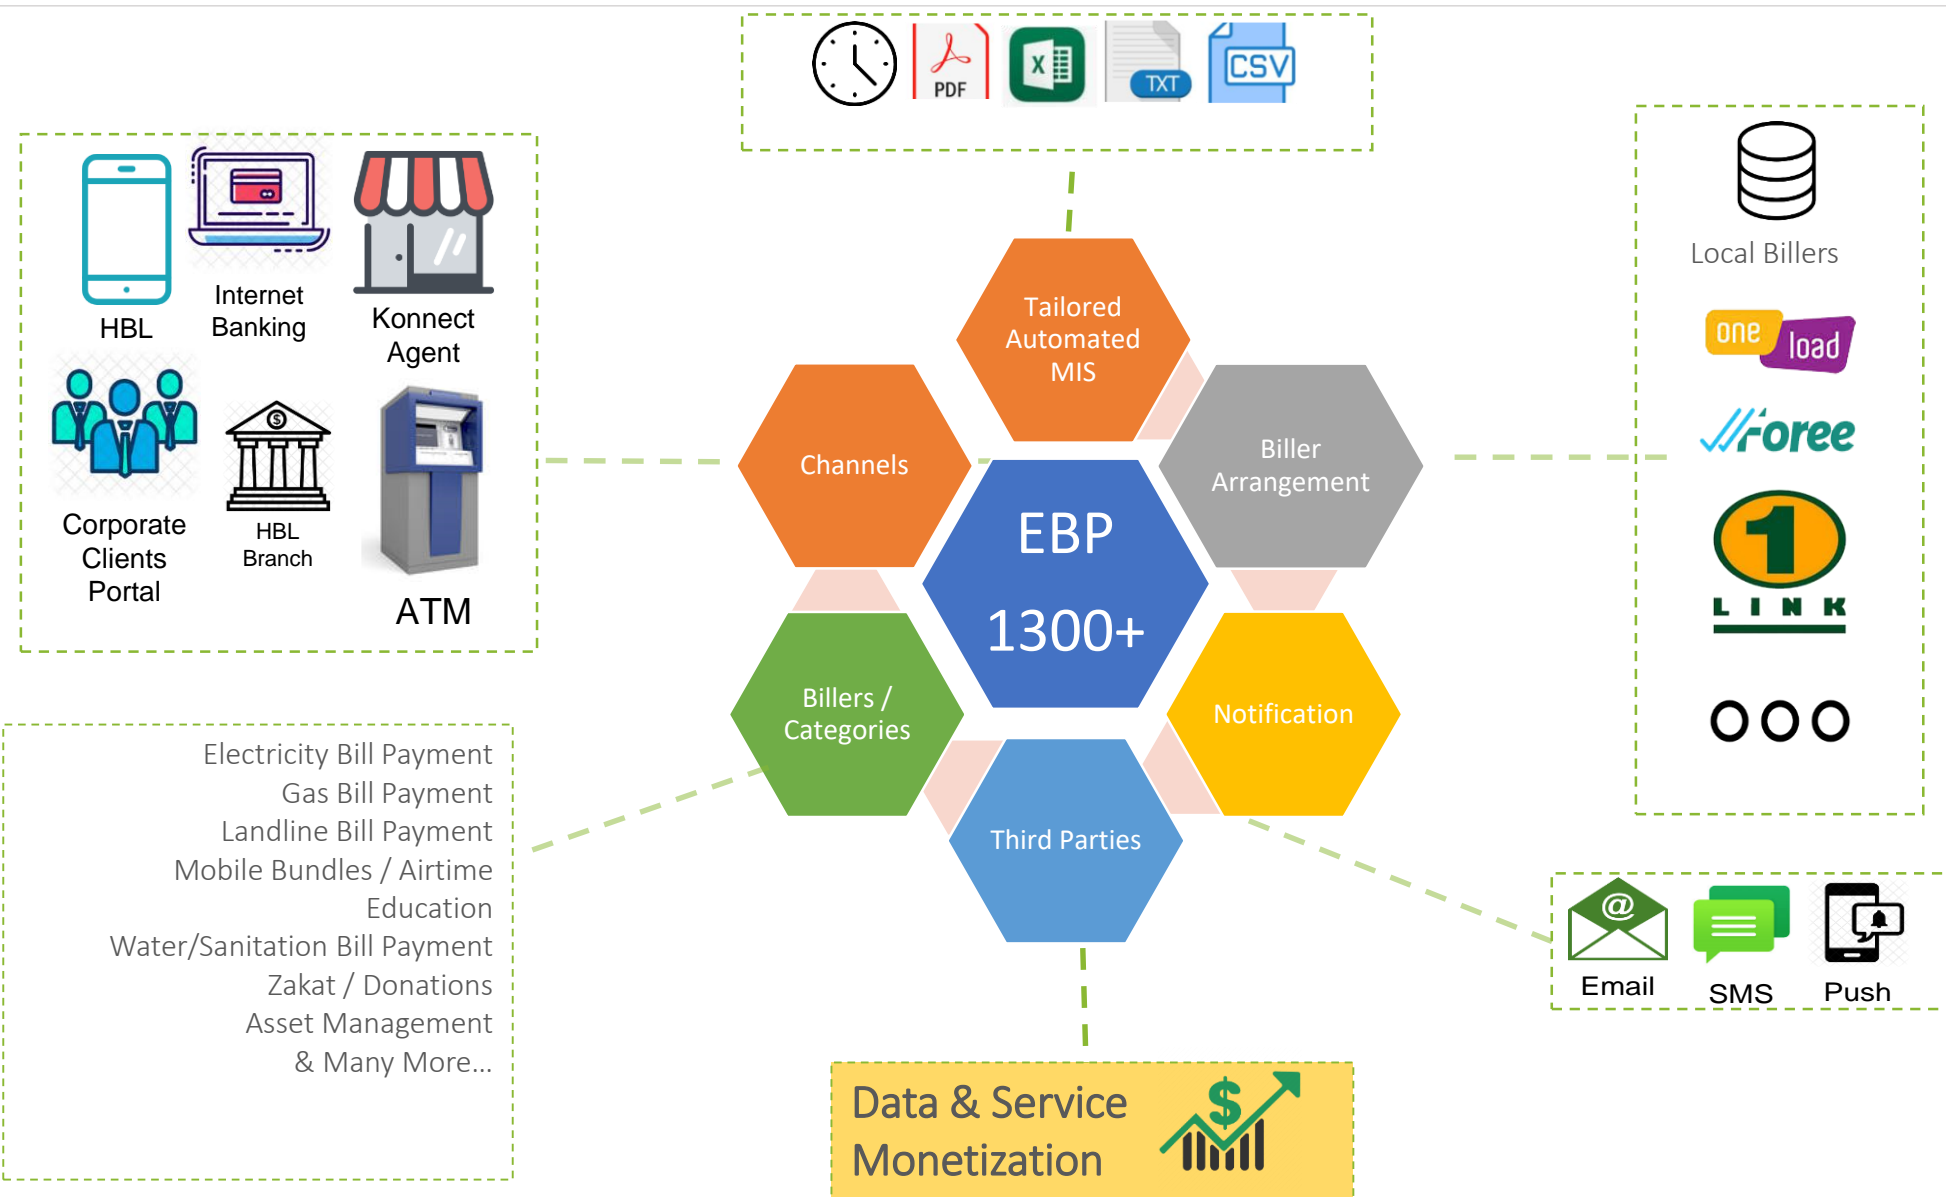 PDF
X
TXT
CSV
HBL
Internet
Banking
Konnect
Agent
Corporate
Clients
Portal
HBL
Branch
ATM
Tailored
Automated
MIS
Channels
Biller
Arrangement
EBP
1300+
Billers /
Categories
Notification
Third Parties
Local Billers
one
load
Foree
1
LINK
Electricity Bill Payment
Gas Bill Payment
Landline Bill Payment
Mobile Bundles / Airtime
Education
Water/Sanitation Bill Payment
Zakat / Donations
Asset Management
& Many More...
@
Email
SMS
Push
Data & Service
Monetization
$